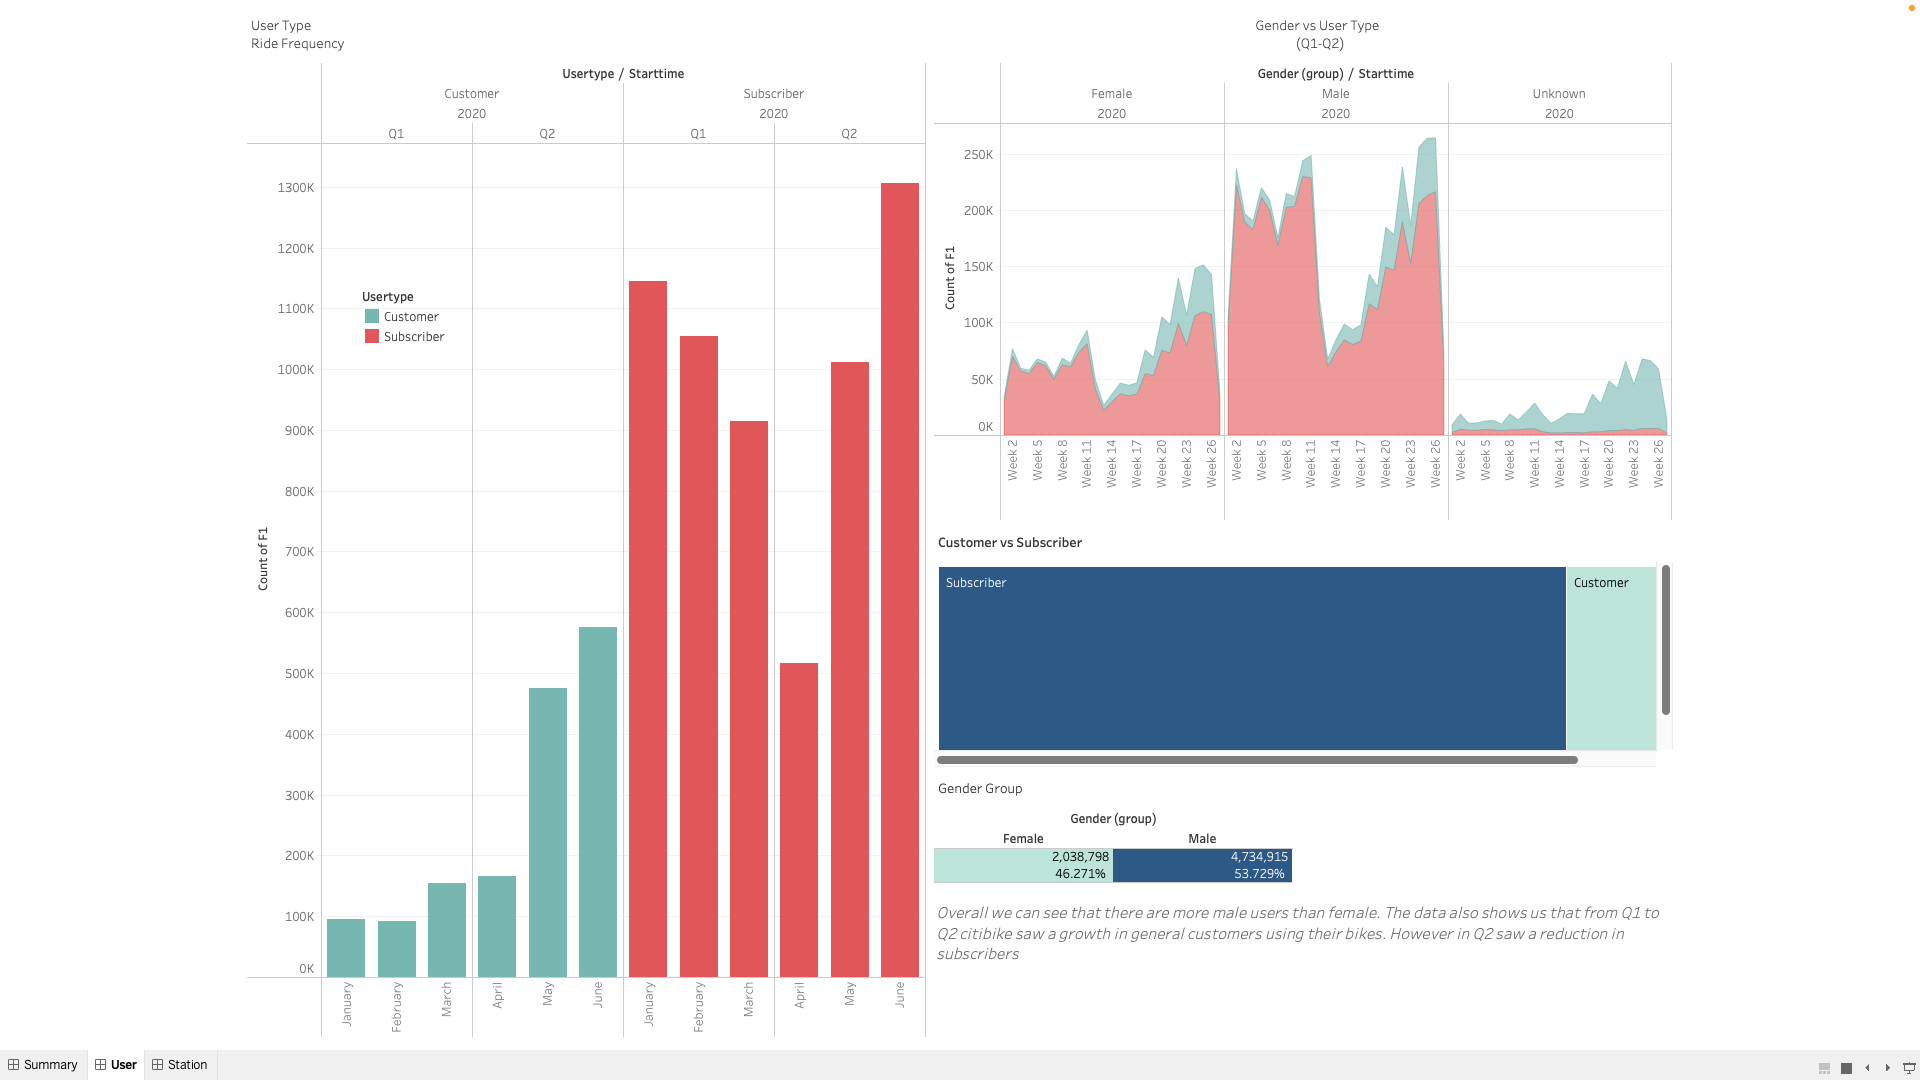 User Type
Ride Frequency
Usertype / Starttime
Customer
Subscriber
2020
2020
Q1
Q2
Q1
Q2
1300K
1200K
1100K
1000K
900K
800K
700K
600K
500K
400K
300K
200K
100K
0K
Count of F1
Usertype
Customer
Subscriber
January
February
March
April
May
June
January
February
March
April
May
June
Gender vs User Type
(Q1-Q2)
Gender (group) / Starttime
Female
Male
Unknown
2020
2020
2020
250K
200K
150K
100K
50K
0K
Count of F1
Week 2
Week 5
Week 8
Week 11
Week 14
Week 17
Week 20
Week 23
Week 26
Week 2
Week 5
Week 8
Week 11
Week 14
Week 17
Week 20
Week 23
Week 26
Week 2
Week 5
Week 8
Week 11
Week 14
Week 17
Week 20
Week 23
Week 26
Customer vs Subscriber
Subscriber
Customer
Gender Group
Gender (group)
Female
Male
2,038,798
4,734,915
46.271%
53.729%
Overall we can see that there are more male users than female. The data also shows us that from Q1 to
Q2 citibike saw a growth in general customers using their bikes. However in Q2 saw a reduction in
subscribers
Summary
User
Station